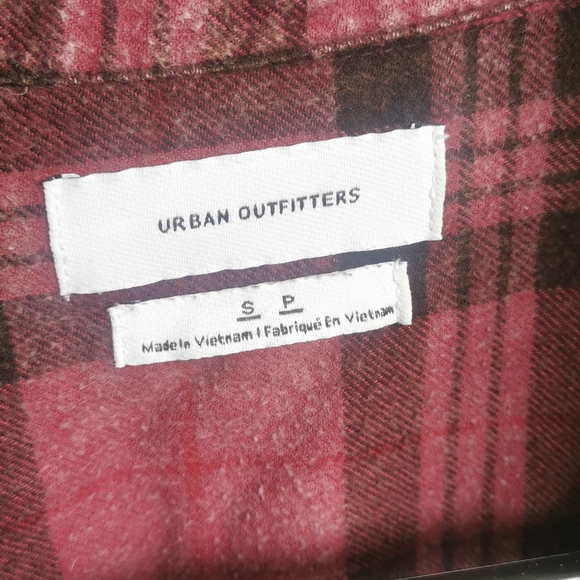 URBAN OUTFITTERS
S P
Made In Vietnam | Fabriqué En Vietnam